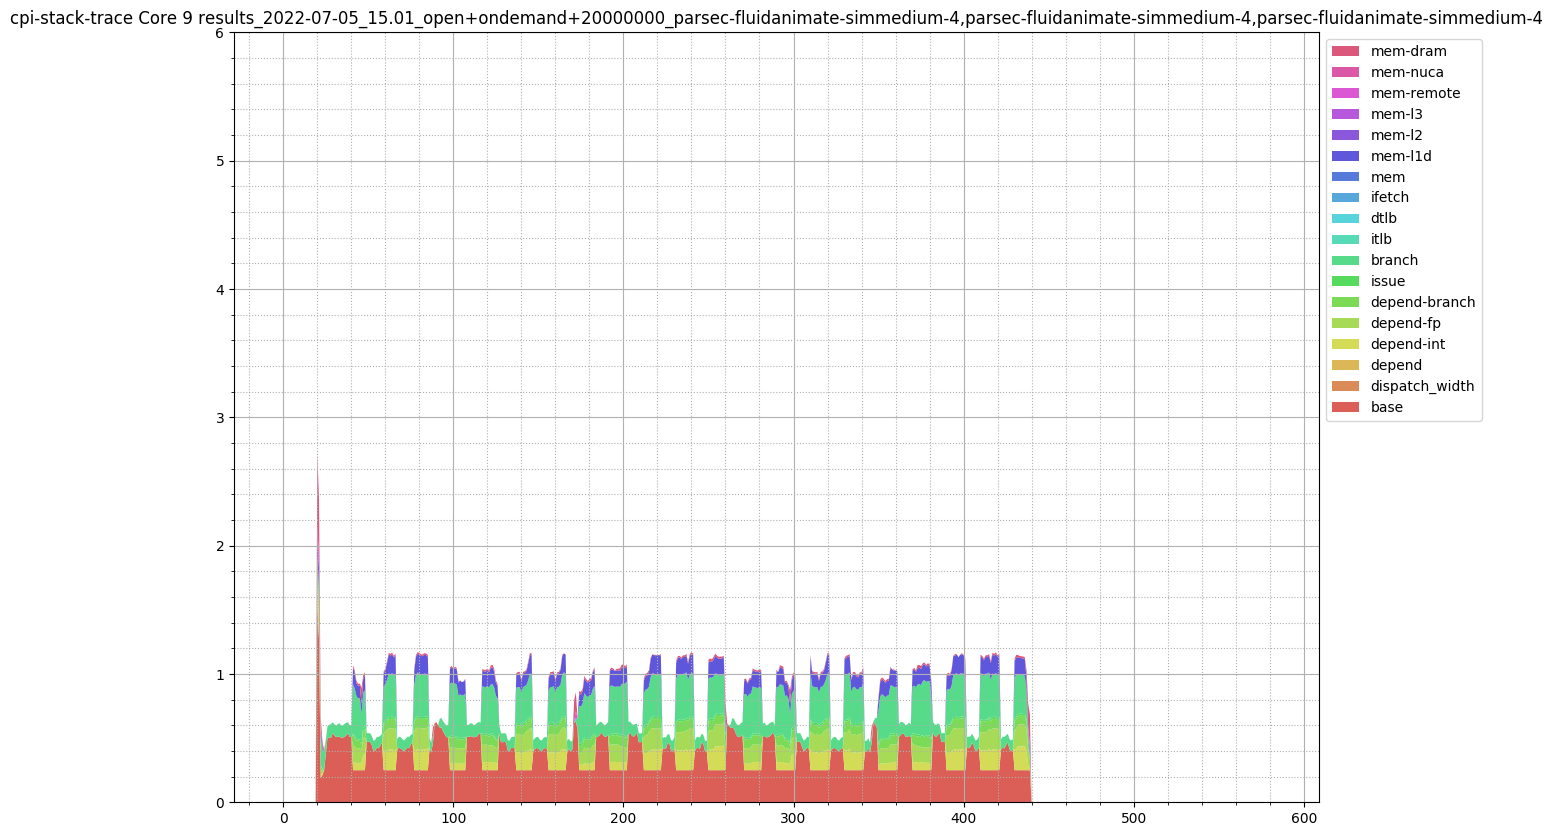 cpi-stack-trace Core 9 results_2022-07-05_15.01_open+ondemand+20000000_parsec-fluidanimate-simmedium-4,parsec-fluidanimate-simmedium-4,parsec-fluidanimate-simmedium-4
6
5
4
3
2
1
0
0 100 200 300 400 500 600
mem-dram
mem-nuca
mem-remote
mem-l3
mem-l2
mem-l1d
mem
ifetch
dtlb
itlb
branch
issue
depend-branch
depend-fp
depend-int
depend
dispatch_width
base